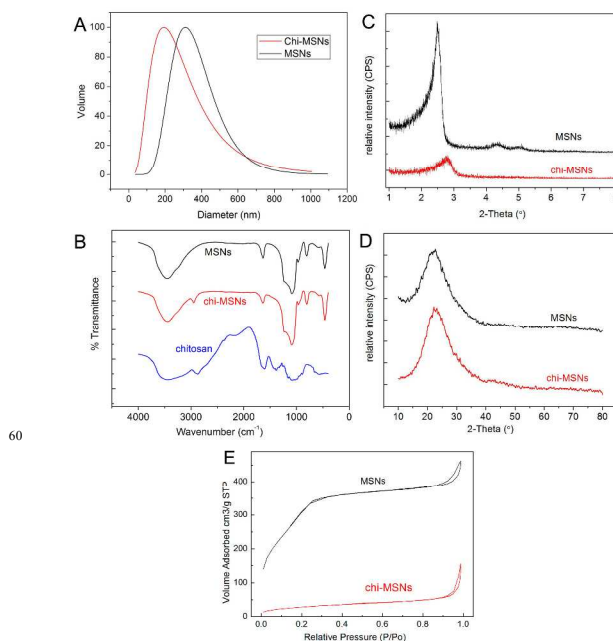 A
100
80
60
40
20
0
Volume
Chi-MSNs
MSNs
0 200 400 600 800 1000 1200
Diameter (nm)
C
relative intensity (CPS)
MSNs
chi-MSNs
1 2 3 4 5 6 7
2-Theta (°)
B
% Transmittance
MSNs
chi-MSNs
chitosan
4000 3000 2000 1000 0
Wavenumber (cm-1)
D
relative intensity (CPS)
MSNs
chi-MSNs
10 20 30 40 50 60 70 80
2-Theta (°)
60
E
Volume Adsorbed cm3/g STP
400
300
200
100
0
MSNs
chi-MSNs
0.0 0.2 0.4 0.6 0.8 1.0
Relative Pressure (P/Po)